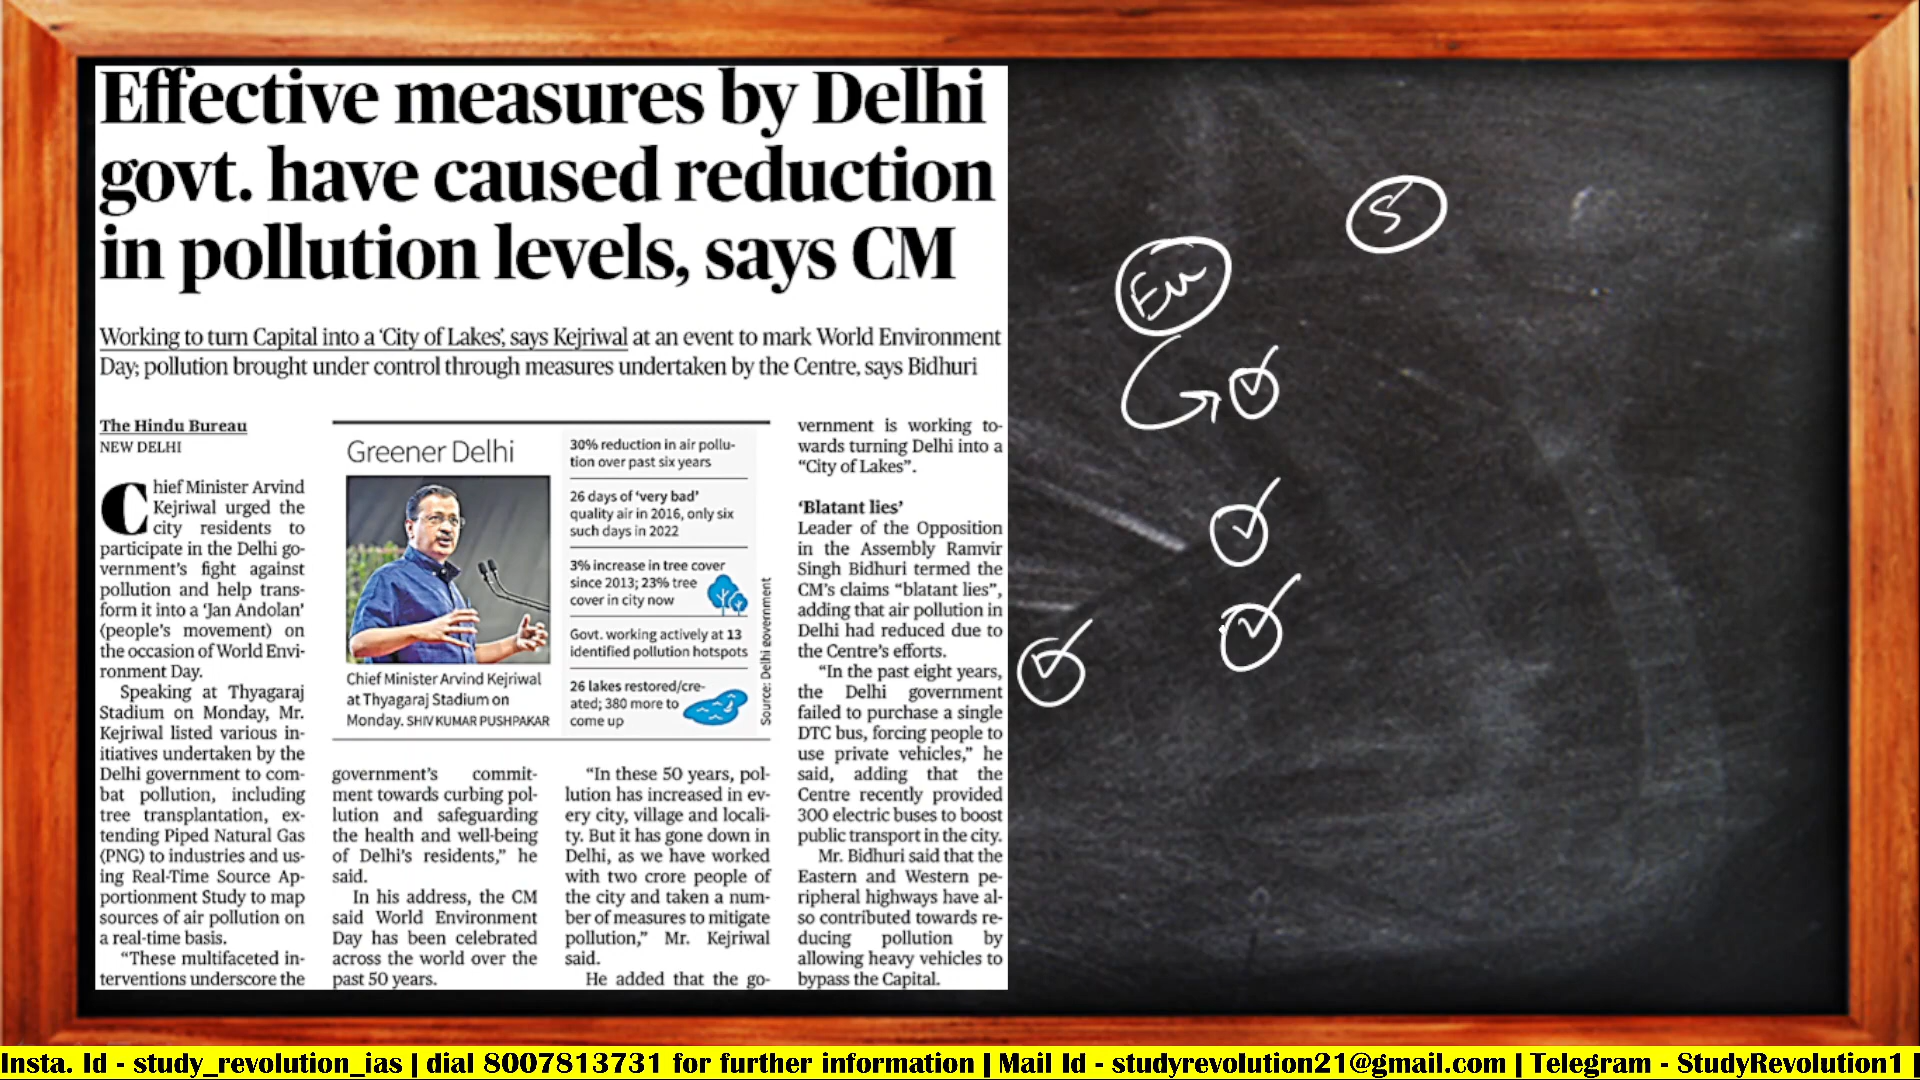 Effective measures by Delhi
govt. have caused reduction
in pollution levels, says CM
Working to turn Capital into a ‘City of Lakes’, says Kejriwal at an event to mark World Environment
Day; pollution brought under control through measures undertaken by the Centre, says Bidhuri
The Hindu Bureau
NEW DELHI
Chief Minister Arvind
Kejriwal urged the
city residents to
participate in the Delhi go-
vernment’s fight against
pollution and help trans-
form it into a ‘Jan Andolan’
(people’s movement) on
the occasion of World Envi-
ronment Day.
Speaking at Thyagaraj
Stadium on Monday, Mr.
Kejriwal listed various in-
itiatives undertaken by the
Delhi government to com-
bat pollution, including
tree transplantation, ex-
tending Piped Natural Gas
(PNG) to industries and us-
ing Real-Time Source Ap-
portionment Study to map
sources of air pollution on
a real-time basis.
“These multifaceted in-
terventions underscore the
Greener Delhi
Chief Minister Arvind Kejriwal
at Thyagaraj Stadium on
Monday. SHIV KUMAR PUSHPAKAR
30% reduction in air pollu-
tion over past six years
26 days of ‘very bad’
quality air in 2016, only six
such days in 2022
3% increase in tree cover
since 2013; 23% tree
cover in city now
Govt. working actively at 13
identified pollution hotspots
26 lakes restored/cre-
ated; 380 more to
come up
Source: Delhi government
government’s commit-
ment towards curbing pol-
lution and safeguarding
the health and well-being
of Delhi’s residents,” he
said.
In his address, the CM
said World Environment
Day has been celebrated
across the world over the
past 50 years.
“In these 50 years, pol-
lution has increased in ev-
ery city, village and locali-
ty. But it has gone down in
Delhi, as we have worked
with two crore people of
the city and taken a num-
ber of measures to mitigate
pollution,” Mr. Kejriwal
said.
He added that the go-
vernment is working to-
wards turning Delhi into a
“City of Lakes”.
‘Blatant lies’
Leader of the Opposition
in the Assembly Ramvir
Singh Bidhuri termed the
CM’s claims “blatant lies”,
adding that air pollution in
Delhi had reduced due to
the Centre’s efforts.
“In the past eight years,
the Delhi government
failed to purchase a single
DTC bus, forcing people to
use private vehicles,” he
said, adding that the
Centre recently provided
300 electric buses to boost
public transport in the city.
Mr. Bidhuri said that the
Eastern and Western pe-
ripheral highways have al-
so contributed towards re-
ducing pollution by
allowing heavy vehicles to
bypass the Capital.
Insta. Id - study_revolution_ias | dial 8007813731 for further information | Mail Id - studyrevolution21@gmail.com | Telegram - StudyRevolution1 |